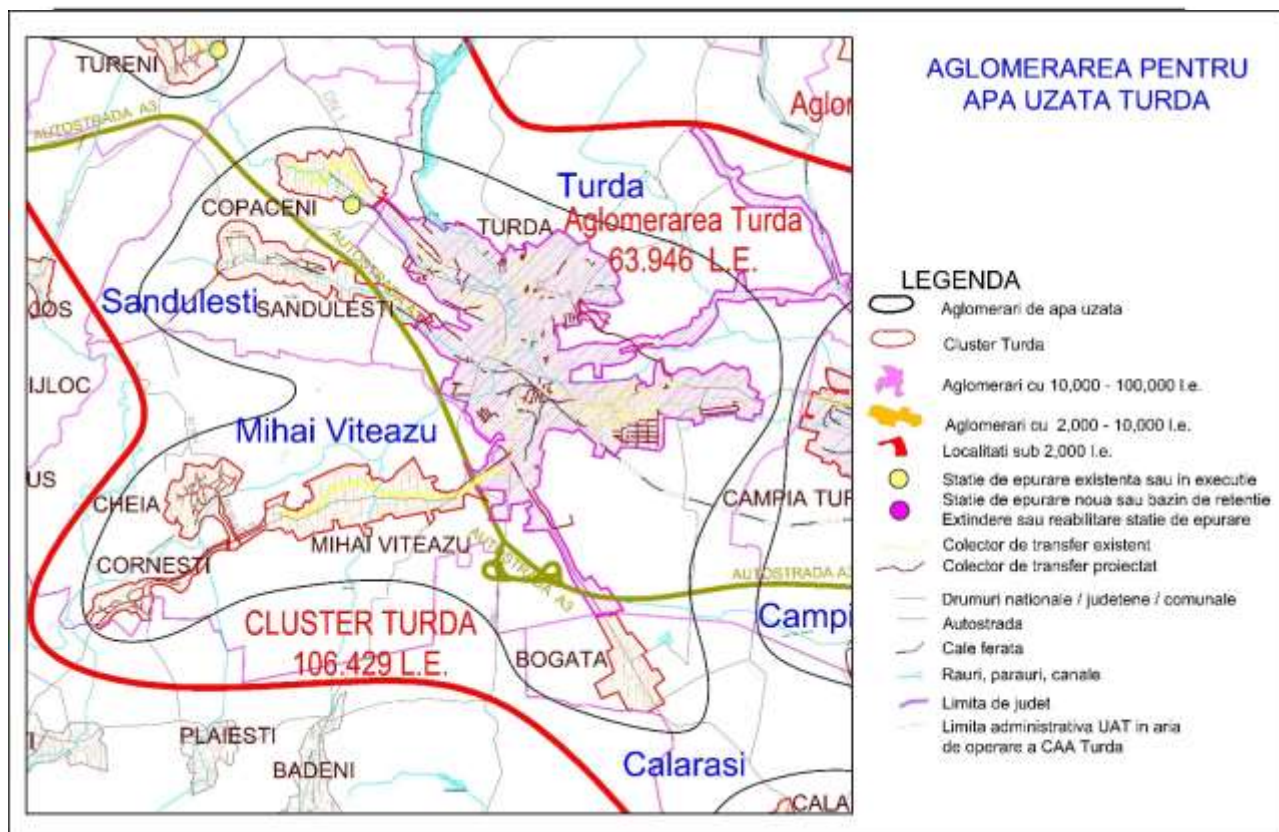 AGLOMERAREA PENTRU
APA UZATA TURDA
TURENI
DN 1
AUTOSTRADA A3
Aglom
Turda
COPACENI
TURDA
Aglomerarea Turda
63.946 L.E.
AUTOSTRADA A3
Sandulesti
SANDULESTI
JOS
IJLOC
Mihai Viteazu
US
CHEIA
CAMPIA TUR
MIHAI VITEAZU
CORNESTI
AUTOSTRADA A3
AUTOSTRADA A3
CLUSTER TURDA
106.429 L.E.
Campi
BOGATA
PLAIESTI
BADENI
Calarasi
CALA
LEGENDA
Aglomerari de apa uzata
Cluster Turda
Aglomerari cu 10,000 - 100,000 l.e.
Aglomerari cu 2,000 - 10,000 l.e.
Localitati sub 2,000 l.e.
Statie de epurare existenta sau in executie
Statie de epurare noua sau bazin de retentie
Extindere sau reabilitare statie de epurare
Colector de transfer existent
Colector de transfer proiectat
Drumuri nationale / judetene / comunale
Autostrada
Cale ferata
Rauri, parauri, canale
Limita de judet
Limita administrativa UAT in aria
de operare a CAA Turda